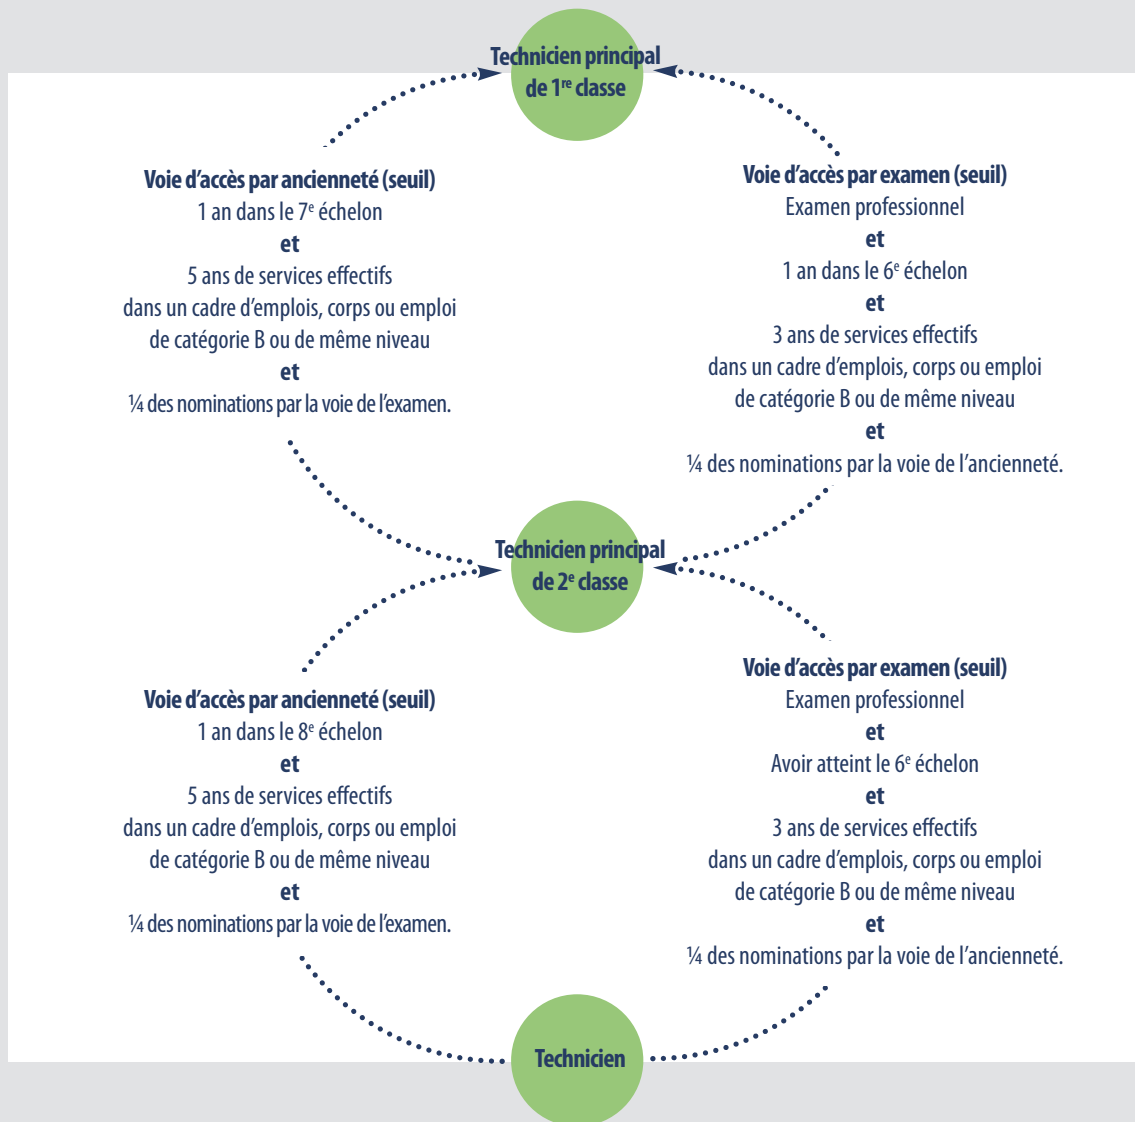 Technicien principal
de 1re classe
Voie d'accès par ancienneté (seuil)
1 an dans le 7e échelon
et
5 ans de services effectifs
dans un cadre d'emplois, corps ou emploi
de catégorie B ou de même niveau
et
¼ des nominations par la voie de l'examen.
Voie d'accès par examen (seuil)
Examen professionnel
et
1 an dans le 6e échelon
et
3 ans de services effectifs
dans un cadre d'emplois, corps ou emploi
de catégorie B ou de même niveau
et
¼ des nominations par la voie de l'ancienneté.
Technicien principal
de 2e classe
Voie d'accès par ancienneté (seuil)
1 an dans le 8e échelon
et
5 ans de services effectifs
dans un cadre d'emplois, corps ou emploi
de catégorie B ou de même niveau
et
¼ des nominations par la voie de l'examen.
Voie d'accès par examen (seuil)
Examen professionnel
et
Avoir atteint le 6e échelon
et
3 ans de services effectifs
dans un cadre d'emplois, corps ou emploi
de catégorie B ou de même niveau
et
¼ des nominations par la voie de l'ancienneté.
Technicien